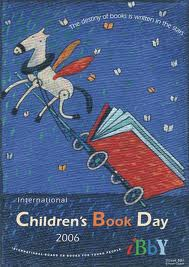 The destiny of books is written in the stars
International
Children's Book Day
2006
INTERNATIONAL BOARD ON BOOKS FOR YOUNG PEOPLE
iBbY